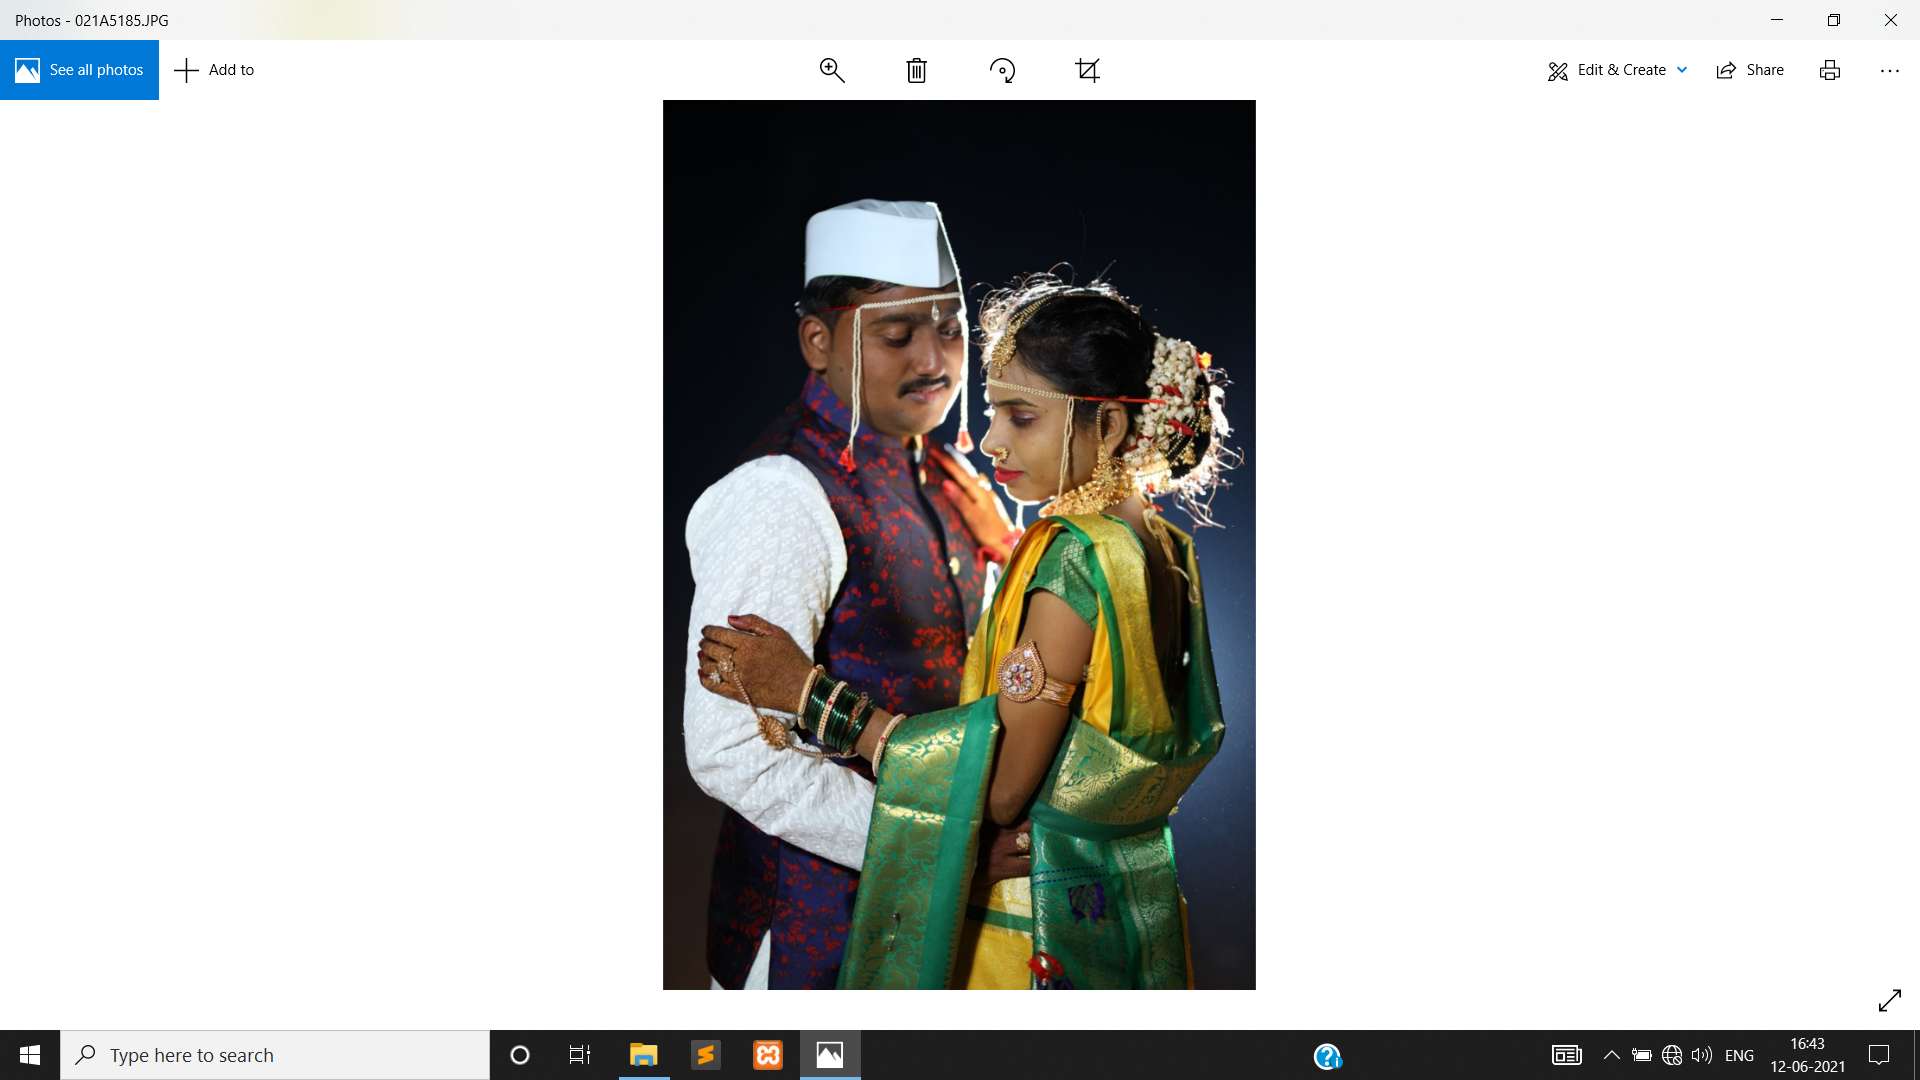 Photos - 021A5185.JPG
See all photos
Add to
Edit & Create
Share
Type here to search
ENG
16:43
12-06-2021